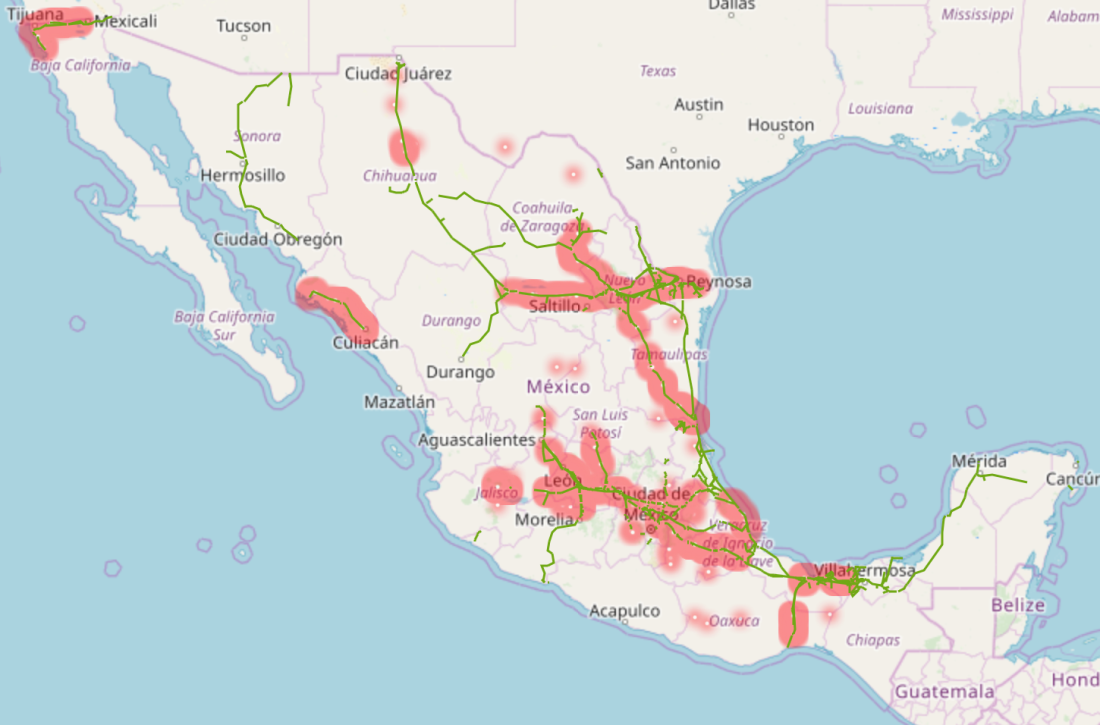 Dallas
Tijuana
Mexicali
Mississippi
Alabam
Tucson
Baja California
Ciudad Juárez
Texas
Austin
Louisiana
Houston
Sonora
San Antonio
Hermosillo
Chihuahua
Coahuila
de Zaragoza
Ciudad Obregón
Nuevo
León
Reynosa
Saltillo
Baja California
Sur
Durango
Culiacán
Tamaulipas
Durango
México
Mazatlán
San Luis
Potosí
Aguascalientes
Mérida
León
Cancún
Jalisco
Ciudad de
México
Morelia
Veracruz
de Ignacio
de la Llave
Villahermosa
Acapulco
Oaxaca
Belize
Chiapas
Guatemala
Hond